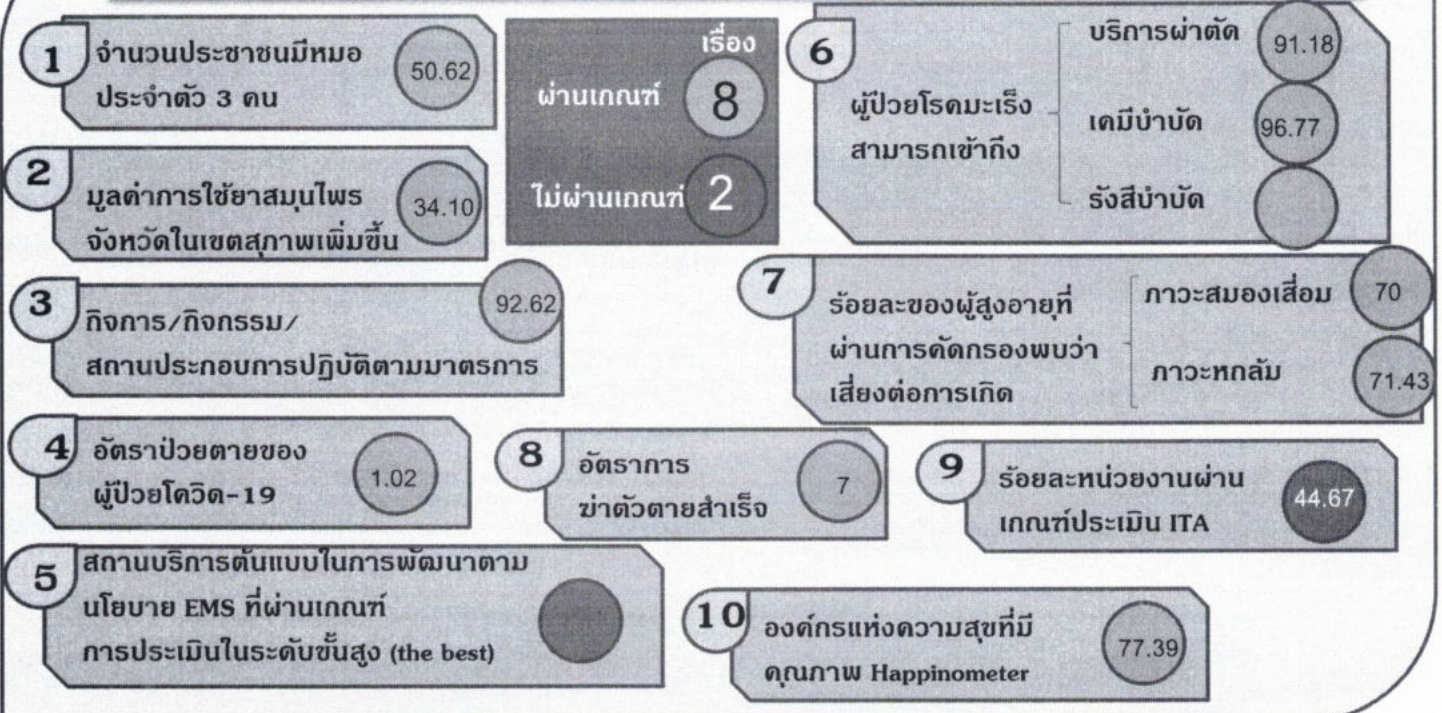 1
จำนวนประชาชนมีหมอ
ประจำตัว 3 คน
50.62
เรื่อง
ผ่านเกณฑ์ 8
ไม่ผ่านเกณฑ์ 2
2
มูลค่าการใช้ยาสมุนไพร
จังหวัดในเขตสุภาพเพิ่มขึ้น
34.10
3
กิจการ/กิจกรรม/
สถานประกอบการปฏิบัติตามมาตรการ
92.62
4
อัตราป่วยตายของ
ผู้ป่วยโควิด-19
1.02
5
สถานบริการต้นแบบในการพัฒนาตาม
นโยบาย EMS ที่ผ่านเกณฑ์
การประเมินในระดับชั้นสูง (the best)
6
ผู้ป่วยโรคมะเร็ง
สามารถเข้าถึง
บริการผ่าตัด 91.18
เคมีบำบัด 96.77
รังสีบำบัด
7
ร้อยละของผู้สูงอายุที่
ผ่านการคัดกรองพบว่า
เสี่ยงต่อการเกิด
ภาวะสมองเสื่อม 70
ภาวะหกล้ม 71.43
8
อัตราการ
ฆ่าตัวตายสำเร็จ
7
9
ร้อยละหน่วยงานผ่าน
เกณฑ์ประเมิน ITA
44.67
10
องค์กรแห่งความสุขที่มี
คุณภาพ Happinometer
77.39